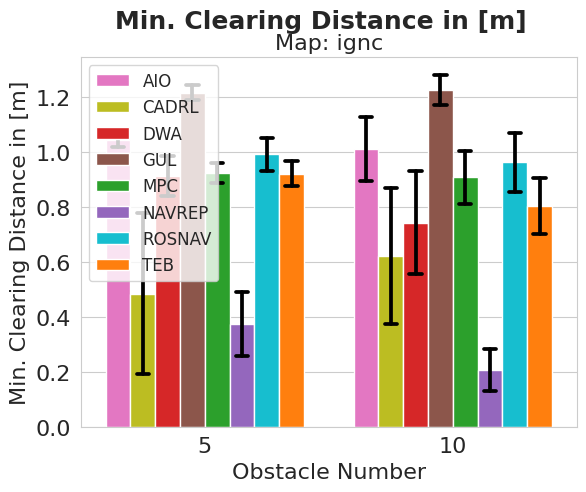 Min. Clearing Distance in [m]
Map: ignc
Min. Clearing Distance in [m]
1.2
1.0
0.8
0.6
0.4
0.2
0.0
AIO
CADRL
DWA
GUL
MPC
NAVREP
ROSNAV
TEB
5
10
Obstacle Number